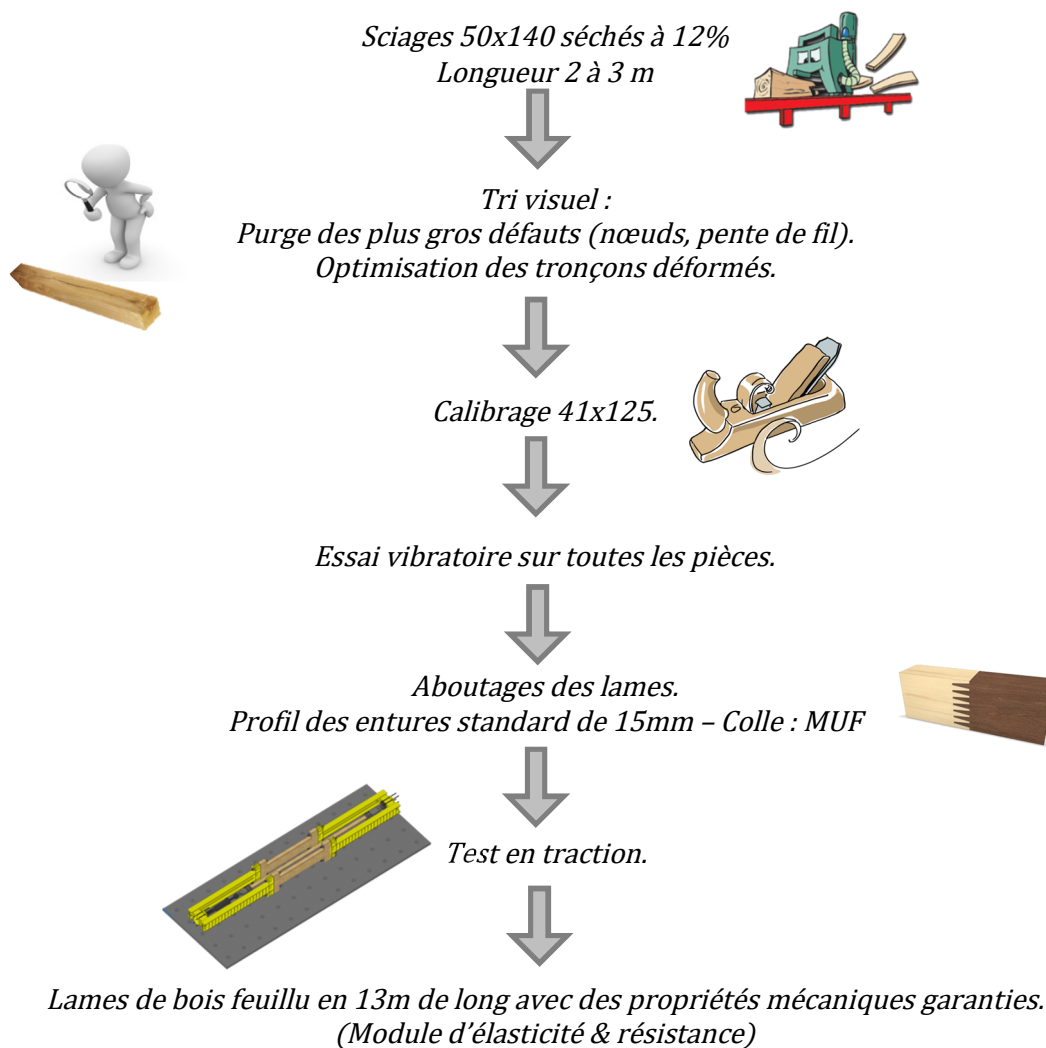 Sciages 50x140 séchés à 12%
Longueur 2 à 3 m
Tri visuel :
Purge des plus gros défauts (nœuds, pente de fil).
Optimisation des tronçons déformés.
Calibrage 41x125.
Essai vibratoire sur toutes les pièces.
Aboutages des lames.
Profil des entures standard de 15mm – Colle : MUF
Test en traction.
Lames de bois feuillu en 13m de long avec des propriétés mécaniques garanties.
(Module d'élasticité & résistance)